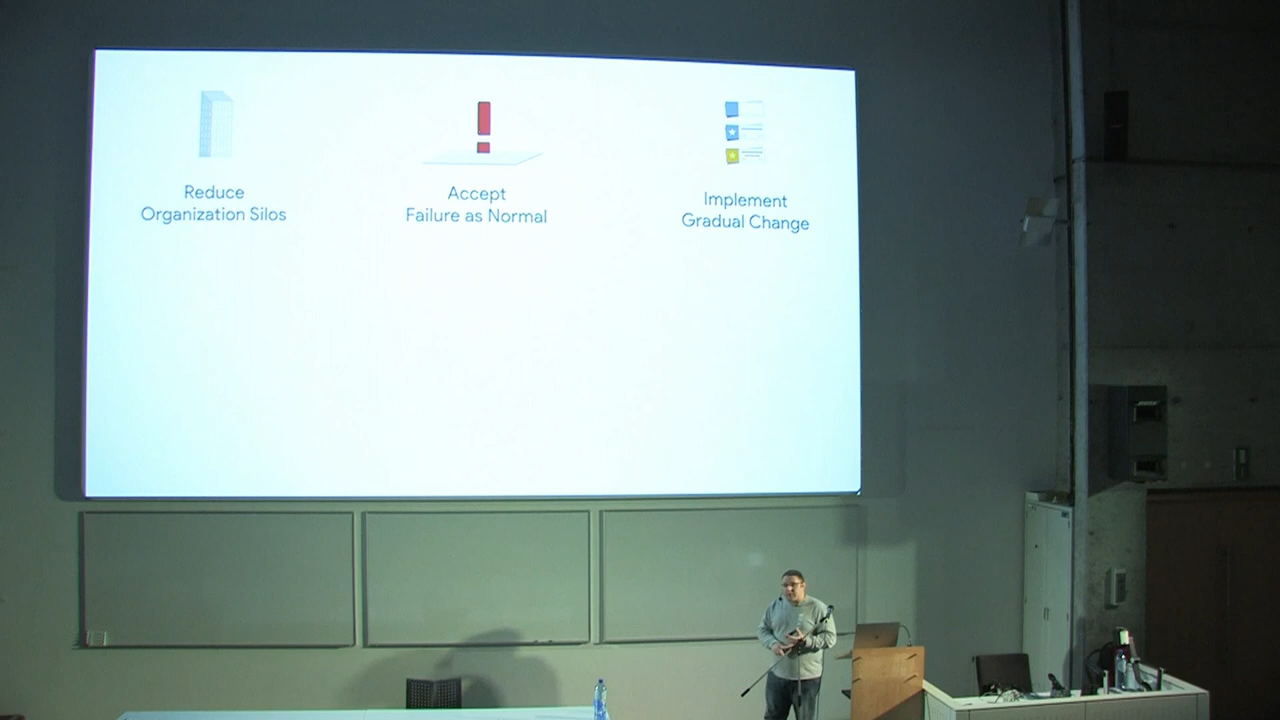 Reduce
Organization Silos
Accept
Failure as Normal
Implement
Gradual Change